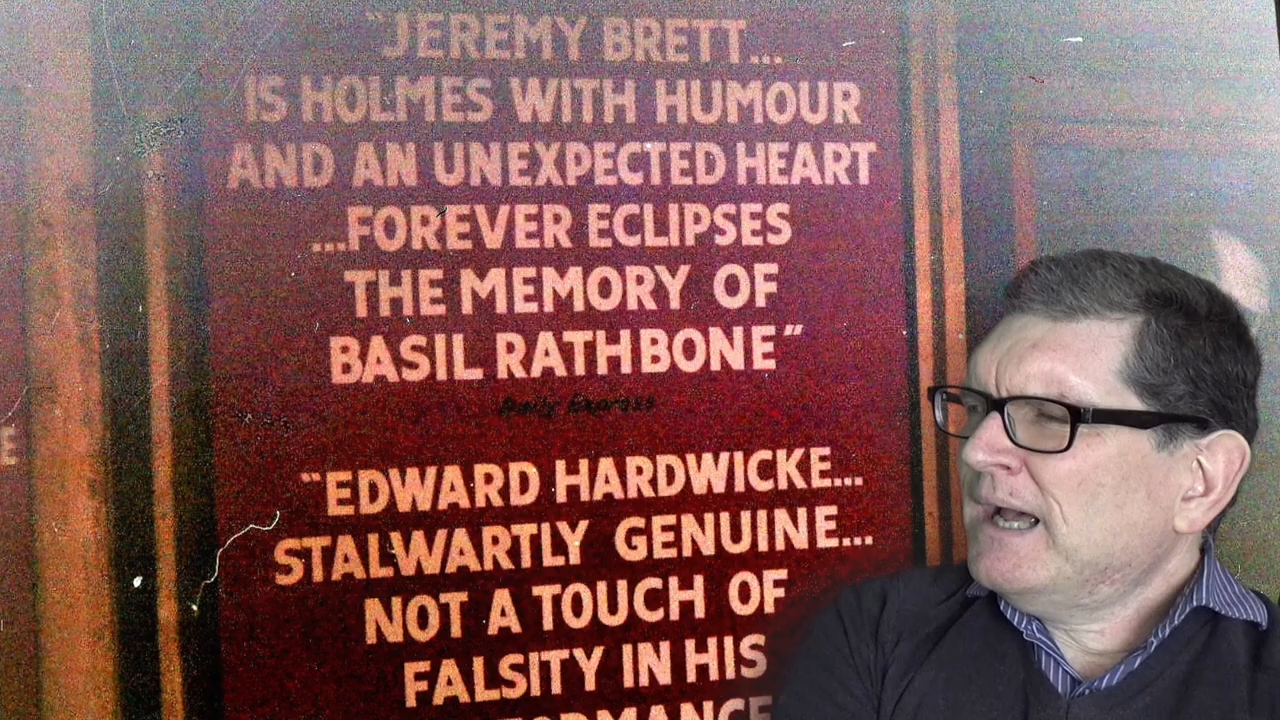 “JEREMY BRETT...
IS HOLMES WITH HUMOUR
AND AN UNEXPECTED HEART
...FOREVER ECLIPSES
THE MEMORY OF
BASIL RATHBONE”
Daily Express
“EDWARD HARDWICKE...
STALWARTLY GENUINE...
NOT A TOUCH OF
FALSITY IN HIS